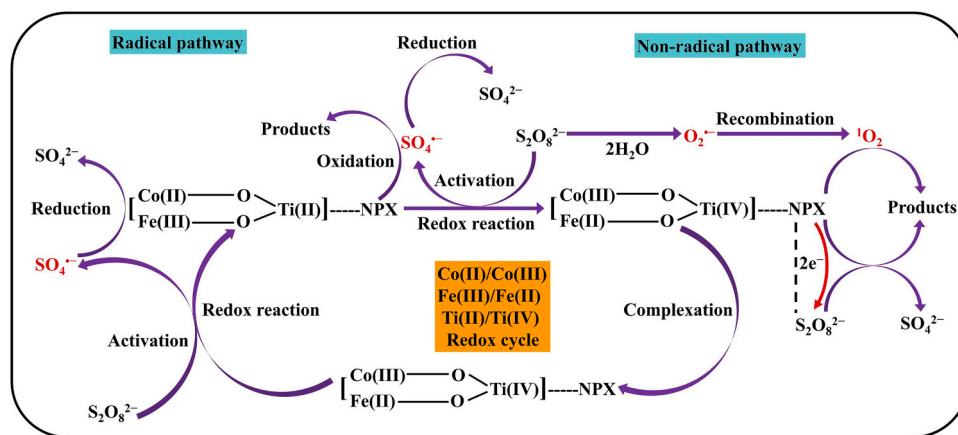 Radical pathway
Reduction
Non-radical pathway
SO₄²⁻
Products
SO₄•⁻
S₂O₈²⁻
2H₂O
O₂•⁻
Recombination
¹O₂
Oxidation
Activation
SO₄²⁻
Reduction
[Co(II)—O
Fe(III)—O
Ti(II)]-----NPX
Redox reaction
[Co(III)—O
Fe(II)—O
Ti(IV)]-----NPX
Products
SO₄•⁻
2e⁻
Redox reaction
Co(II)/Co(III)
Fe(III)/Fe(II)
Ti(II)/Ti(IV)
Redox cycle
Complexation
S₂O₈²⁻
SO₄²⁻
Activation
[Co(III)—O
Fe(II)—O
Ti(IV)]-----NPX
S₂O₈²⁻